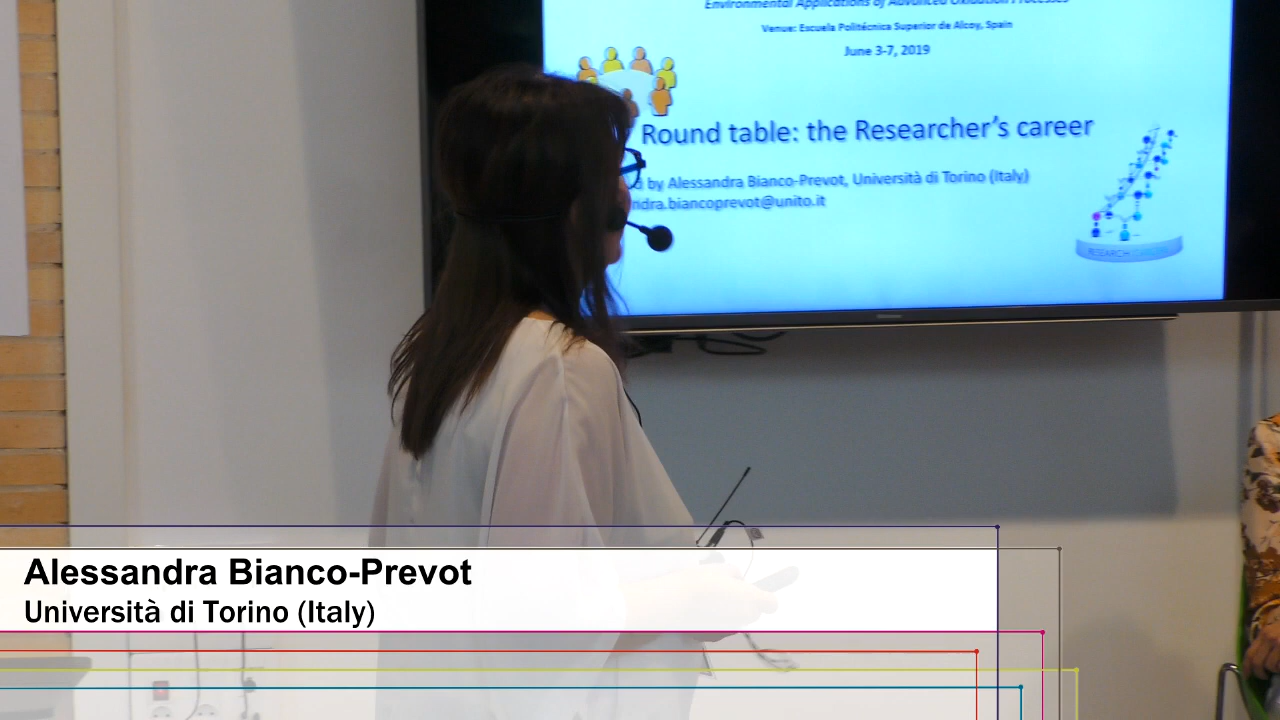 Environmental Applications of Advanced Oxidation Processes
Venue: Escuela Politécnica Superior de Alcoy, Spain
June 3-7, 2019
Round table: the Researcher's career
d by Alessandra Bianco-Prevot, Università di Torino (Italy)
ndra.biancoprevot@unito.it
RESEARCH
Alessandra Bianco-Prevot
Università di Torino (Italy)